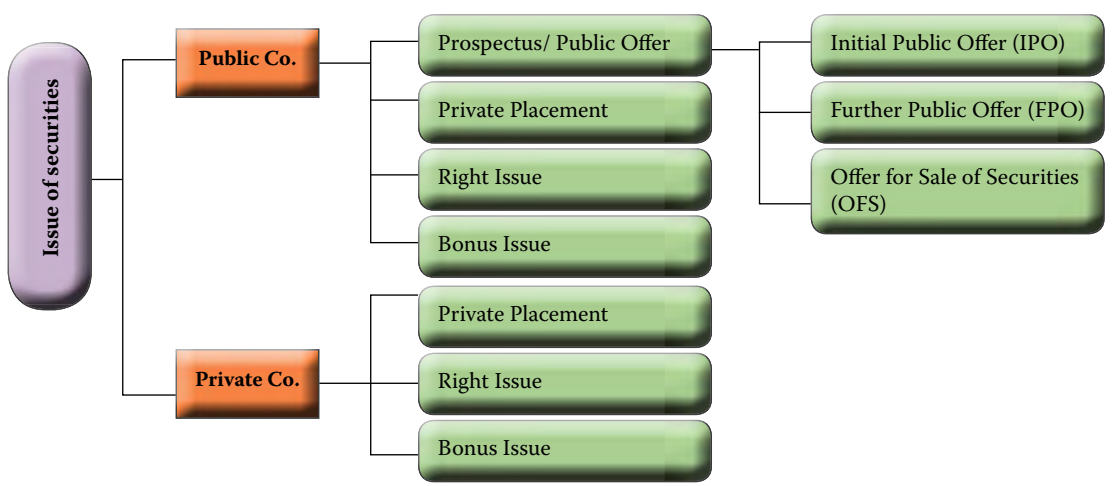 Issue of securities
Public Co.
Prospectus/ Public Offer
Private Placement
Right Issue
Bonus Issue
Initial Public Offer (IPO)
Further Public Offer (FPO)
Offer for Sale of Securities
(OFS)
Private Co.
Private Placement
Right Issue
Bonus Issue